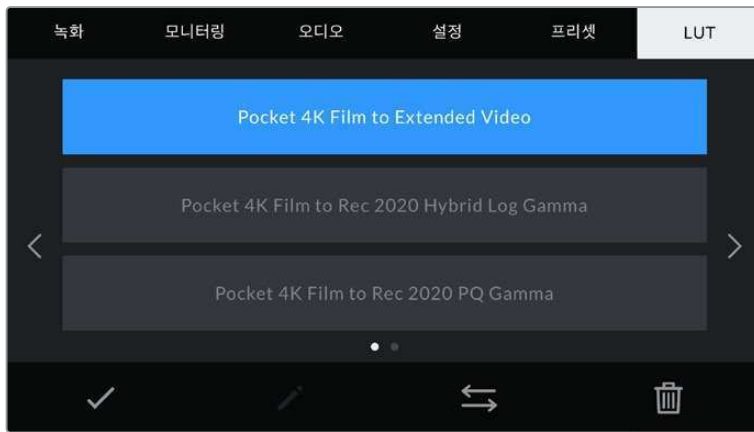 녹화 모니터링 오디오 설정 프리셋 LUT
Pocket 4K Film to Extended Video
Pocket 4K Film to Rec 2020 Hybrid Log Gamma
Pocket 4K Film to Rec 2020 PQ Gamma